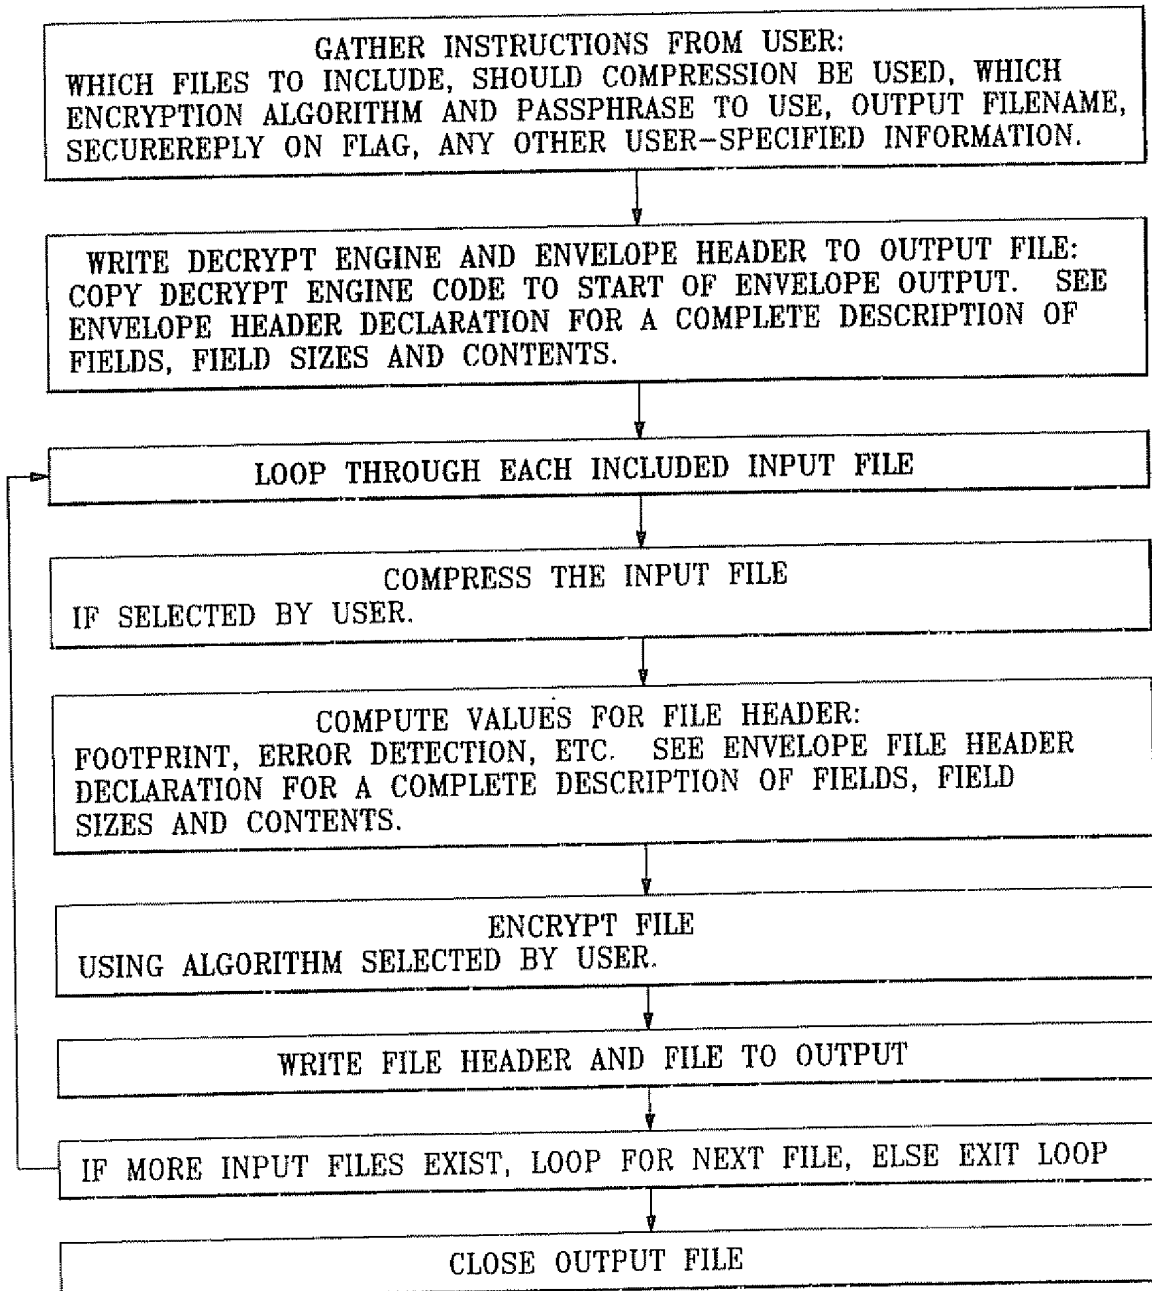 GATHER INSTRUCTIONS FROM USER:
WHICH FILES TO INCLUDE, SHOULD COMPRESSION BE USED, WHICH
ENCRYPTION ALGORITHM AND PASSPHRASE TO USE, OUTPUT FILENAME,
SECUREREPLY ON FLAG, ANY OTHER USER-SPECIFIED INFORMATION.
WRITE DECRYPT ENGINE AND ENVELOPE HEADER TO OUTPUT FILE:
COPY DECRYPT ENGINE CODE TO START OF ENVELOPE OUTPUT. SEE
ENVELOPE HEADER DECLARATION FOR A COMPLETE DESCRIPTION OF
FIELDS, FIELD SIZES AND CONTENTS.
LOOP THROUGH EACH INCLUDED INPUT FILE
COMPRESS THE INPUT FILE
IF SELECTED BY USER.
COMPUTE VALUES FOR FILE HEADER:
FOOTPRINT, ERROR DETECTION, ETC. SEE ENVELOPE FILE HEADER
DECLARATION FOR A COMPLETE DESCRIPTION OF FIELDS, FIELD
SIZES AND CONTENTS.
ENCRYPT FILE
USING ALGORITHM SELECTED BY USER.
WRITE FILE HEADER AND FILE TO OUTPUT
IF MORE INPUT FILES EXIST, LOOP FOR NEXT FILE, ELSE EXIT LOOP
CLOSE OUTPUT FILE